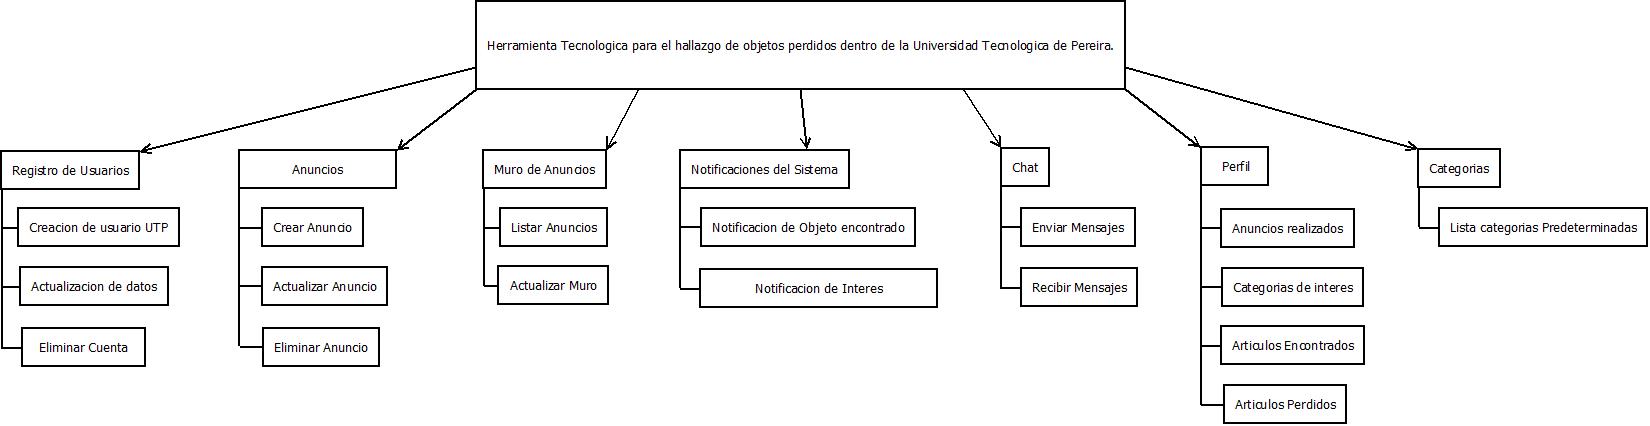 Herramienta Tecnologica para el hallazgo de objetos perdidos dentro de la Universidad Tecnologica de Pereira.
Registro de Usuarios
Creacion de usuario UTP
Actualizacion de datos
Eliminar Cuenta
Anuncios
Crear Anuncio
Actualizar Anuncio
Eliminar Anuncio
Muro de Anuncios
Listar Anuncios
Actualizar Muro
Notificaciones del Sistema
Notificacion de Objeto encontrado
Notificacion de Interes
Chat
Enviar Mensajes
Recibir Mensajes
Perfil
Anuncios realizados
Categorias de interes
Articulos Encontrados
Articulos Perdidos
Categorias
Lista categorias Predeterminadas